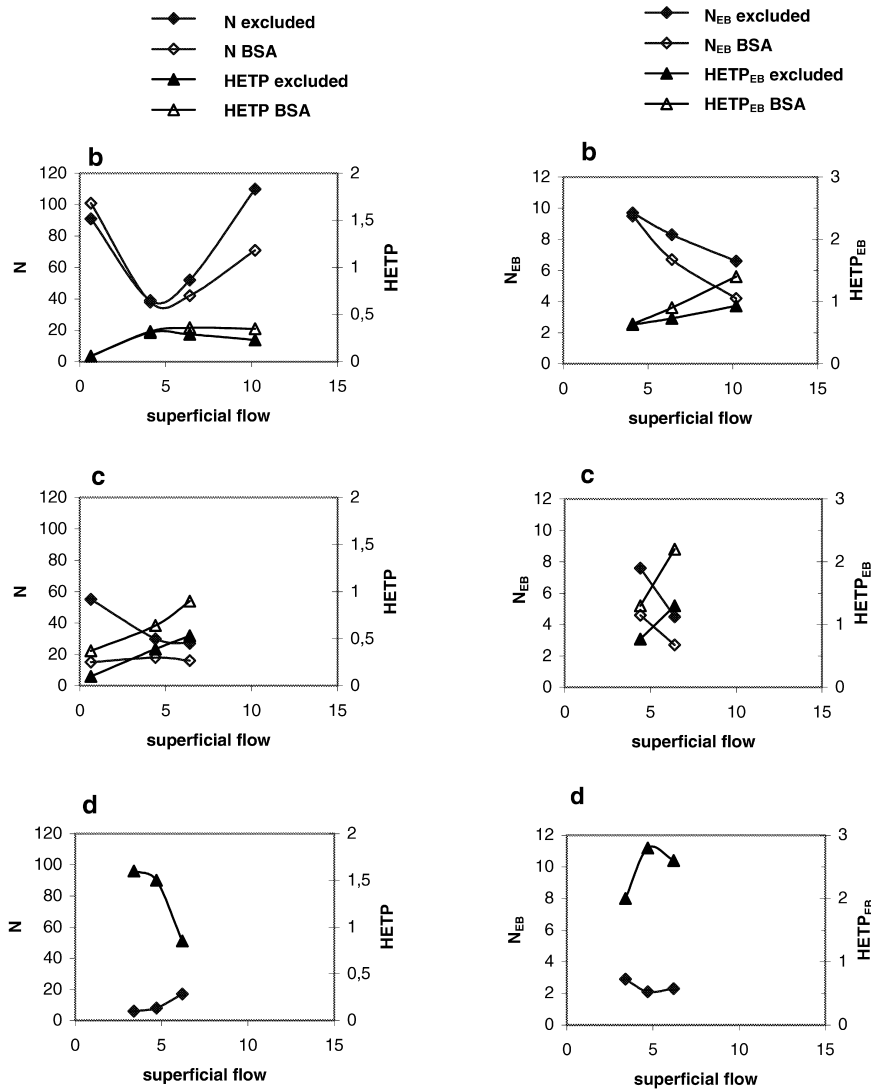 N excluded
N BSA
HETP excluded
HETP BSA
N_EB excluded
N_EB BSA
HETP_EB excluded
HETP_EB BSA
b
120
100
80
60
40
20
0
N
2
1,5
1
0,5
0
HETP
0 5 10 15
superficial flow
b
12
10
8
6
4
2
0
N_EB
3
2
1
0
HETP_EB
0 5 10 15
superficial flow
c
120
100
80
60
40
20
0
N
2
1,5
1
0,5
0
HETP
0 5 10 15
superficial flow
c
12
10
8
6
4
2
0
N_EB
3
2
1
0
HETP_EB
0 5 10 15
superficial flow
d
120
100
80
60
40
20
0
N
2
1,5
1
0,5
0
HETP
0 5 10 15
superficial flow
d
12
10
8
6
4
2
0
N_EB
3
2
1
0
HETP_EB
0 5 10 15
superficial flow